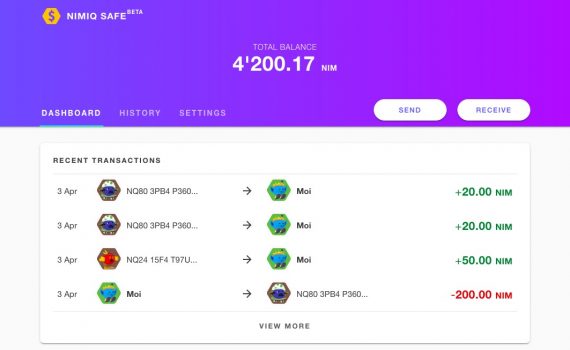 NIMIQ SAFE BETA
TOTAL BALANCE
4'200.17 NIM
DASHBOARD HISTORY SETTINGS SEND RECEIVE
RECENT TRANSACTIONS
3 Apr NQ80 3PB4 P360... → Moi +20.00 NIM
3 Apr NQ80 3PB4 P360... → Moi +20.00 NIM
3 Apr NQ24 15F4 T97U... → Moi +50.00 NIM
3 Apr Moi → NQ80 3PB4 P360... -200.00 NIM
VIEW MORE